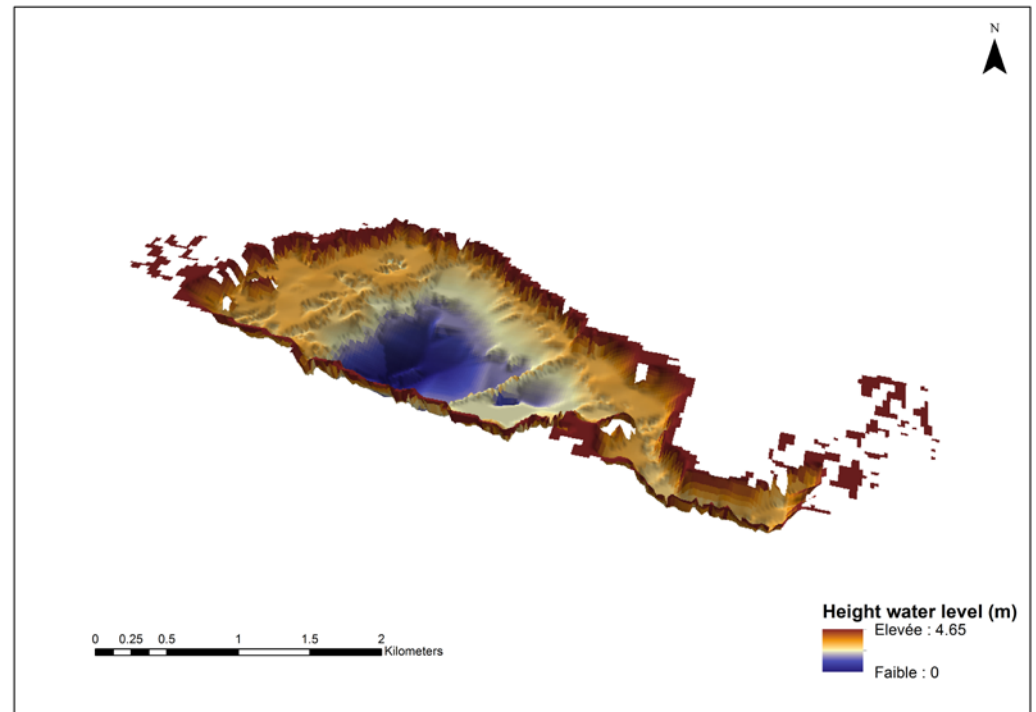 N
Height water level (m)
Elevée : 4.65
Faible : 0
0 0.25 0.5 1 1.5 2
Kilometers